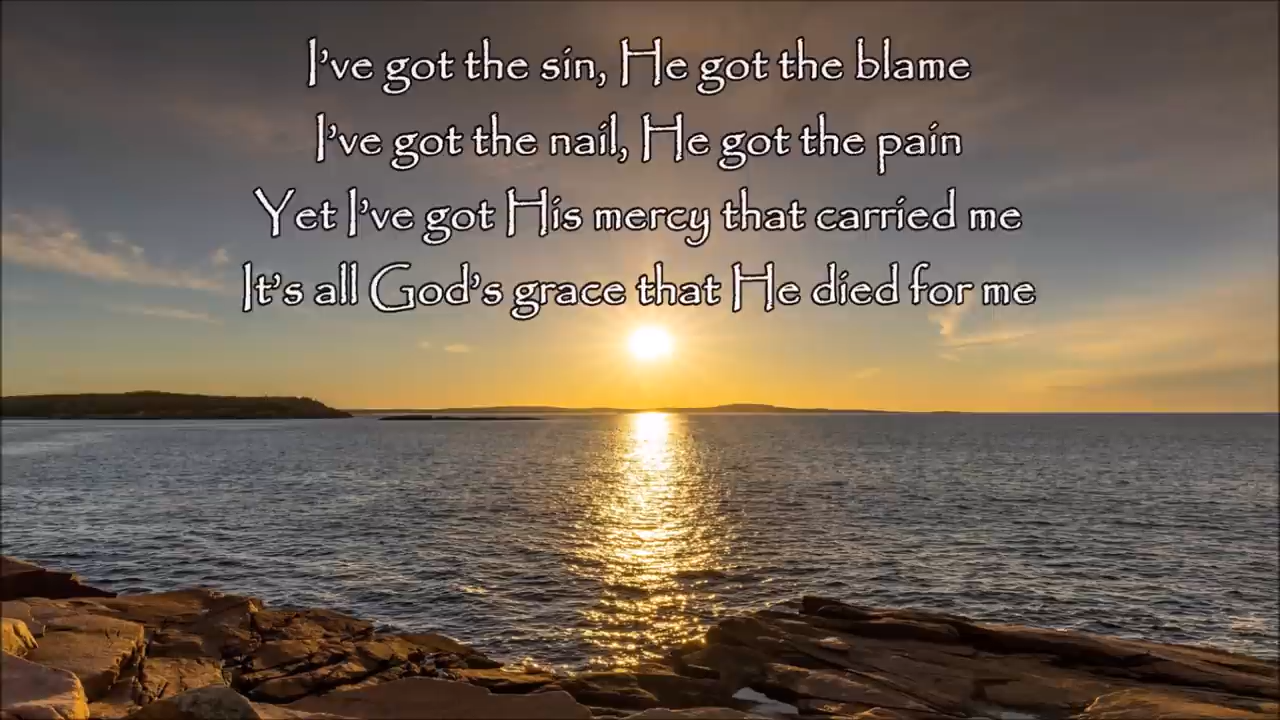 I've got the sin, He got the blame
I've got the nail, He got the pain
Yet I've got His mercy that carried me
It's all God's grace that He died for me